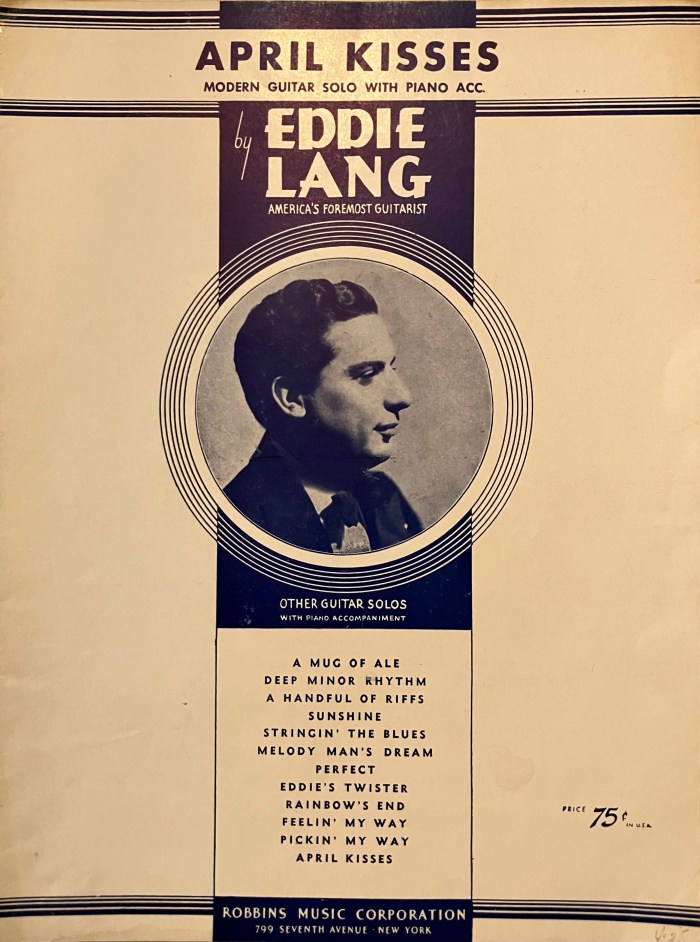 APRIL KISSES
MODERN GUITAR SOLO WITH PIANO ACC.
by EDDIE
LANG
AMERICA'S FOREMOST GUITARIST
OTHER GUITAR SOLOS
WITH PIANO ACCOMPANIMENT
A MUG OF ALE
DEEP MINOR RHYTHM
A HANDFUL OF RIFFS
SUNSHINE
STRINGIN' THE BLUES
MELODY MAN'S DREAM
PERFECT
EDDIE'S TWISTER
RAINBOW'S END
FEELIN' MY WAY
PICKIN' MY WAY
APRIL KISSES
PRICE 75¢ IN U.S.A.
ROBBINS MUSIC CORPORATION
799 SEVENTH AVENUE · NEW YORK